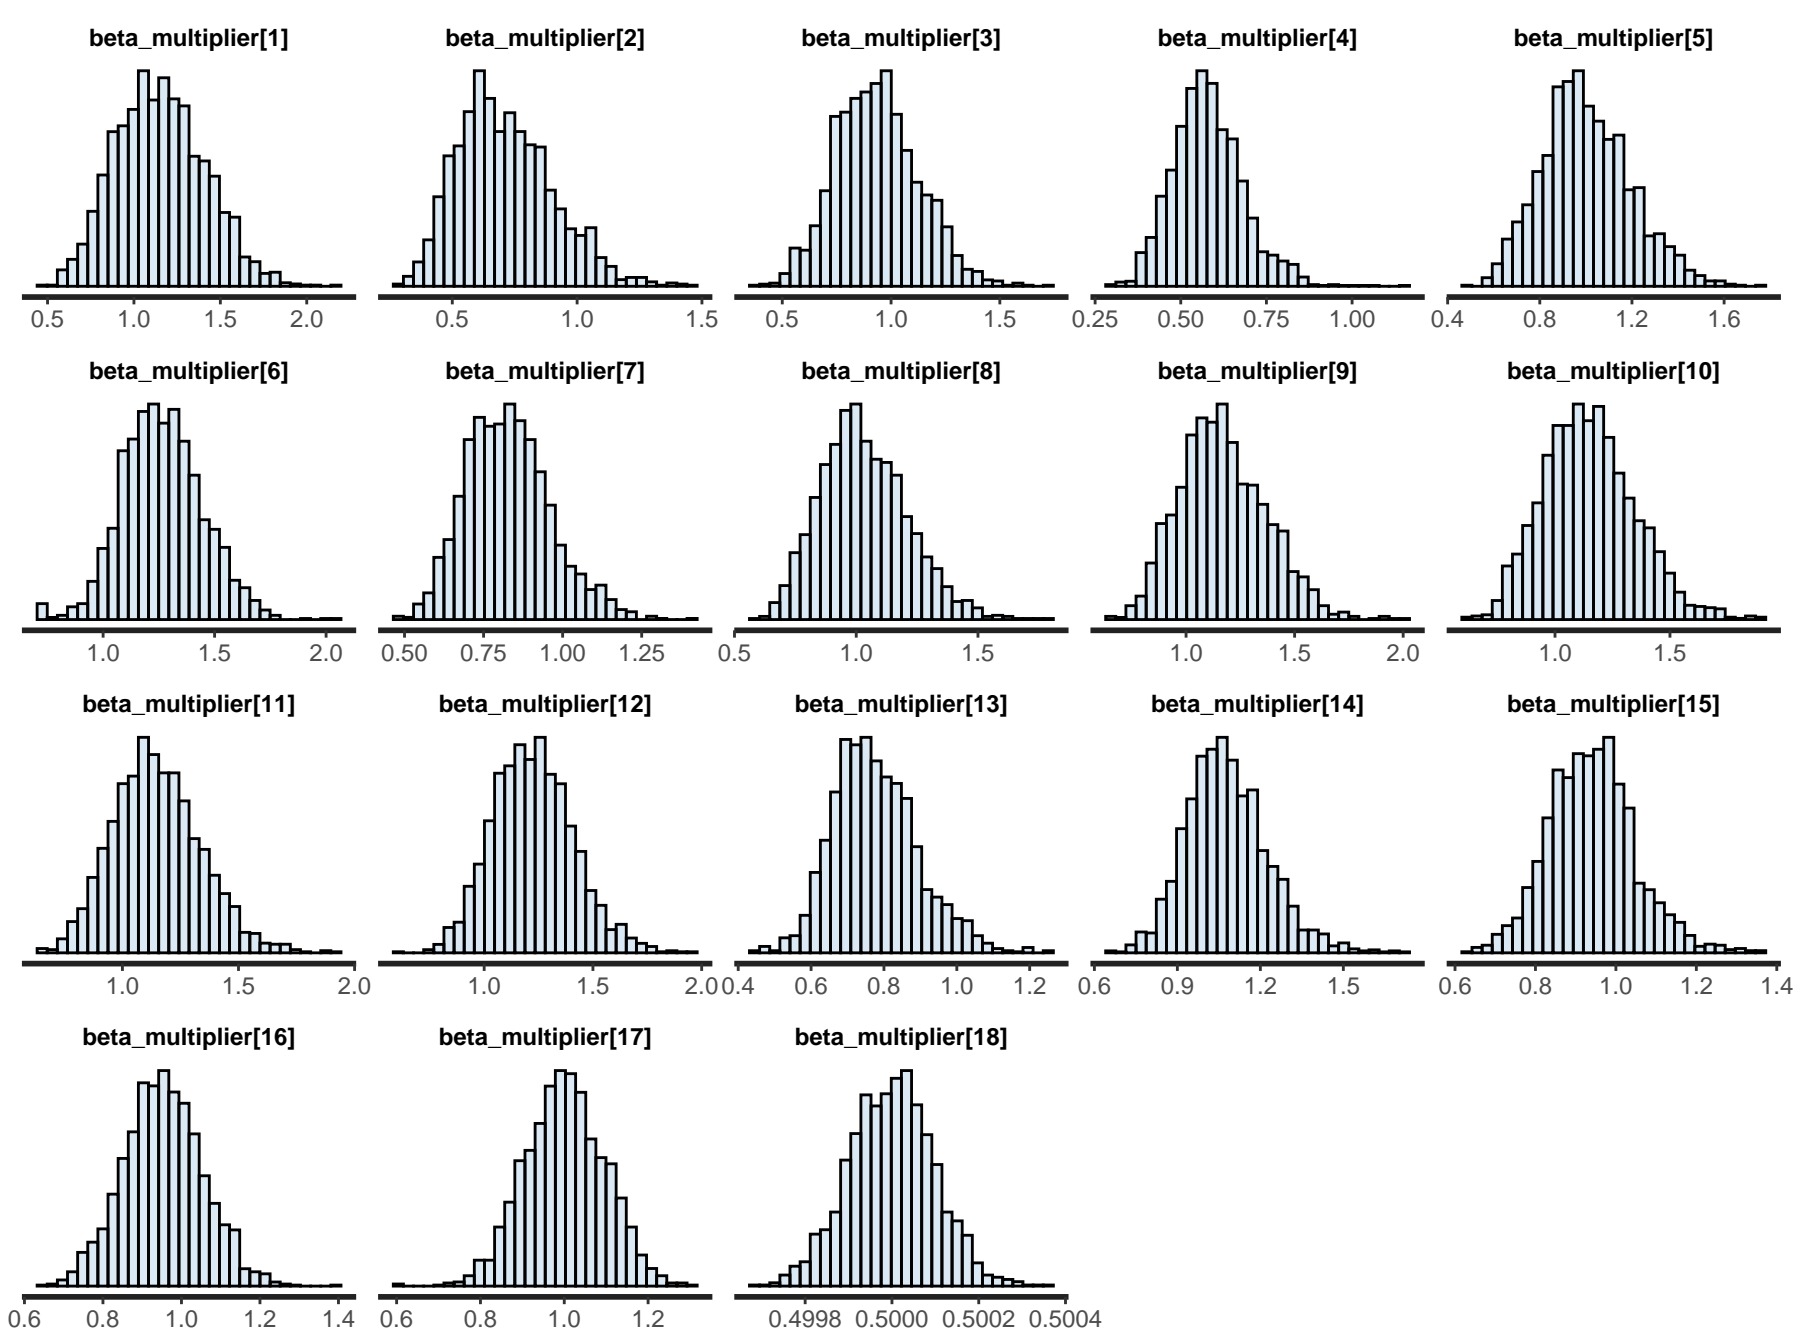 beta_multiplier[1] beta_multiplier[2] beta_multiplier[3] beta_multiplier[4] beta_multiplier[5]
0.5 1.0 1.5 2.0 0.5 1.0 1.5 0.5 1.0 1.5 0.25 0.50 0.75 1.00 0.4 0.8 1.2 1.6
beta_multiplier[6] beta_multiplier[7] beta_multiplier[8] beta_multiplier[9] beta_multiplier[10]
1.0 1.5 2.0 0.50 0.75 1.00 1.25 0.5 1.0 1.5 1.0 1.5 2.0 1.0 1.5
beta_multiplier[11] beta_multiplier[12] beta_multiplier[13] beta_multiplier[14] beta_multiplier[15]
1.0 1.5 2.0 1.0 1.5 2.0 0.4 0.6 0.8 1.0 1.2 0.6 0.9 1.2 1.5 0.6 0.8 1.0 1.2 1.4
beta_multiplier[16] beta_multiplier[17] beta_multiplier[18]
0.6 0.8 1.0 1.2 1.4 0.6 0.8 1.0 1.2 0.4998 0.5000 0.5002 0.5004